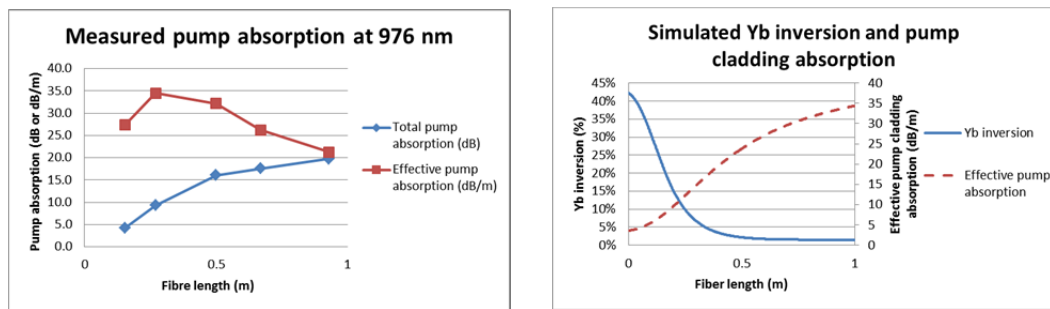 Measured pump absorption at 976 nm
Pump absorption (dB or dB/m)
40.0
35.0
30.0
25.0
20.0
15.0
10.0
5.0
0.0
0
0.5
1
Fibre length (m)
Total pump
absorption (dB)
Effective pump
absorption (dB/m)
Simulated Yb inversion and pump
cladding absorption
Yb inversion (%)
45%
40%
35%
30%
25%
20%
15%
10%
5%
0%
0
0.5
1
Fiber length (m)
40
35
30
25
20
15
10
5
0
Effective pump cladding
absorption (dB/m)
Yb inversion
Effective pump
absorption